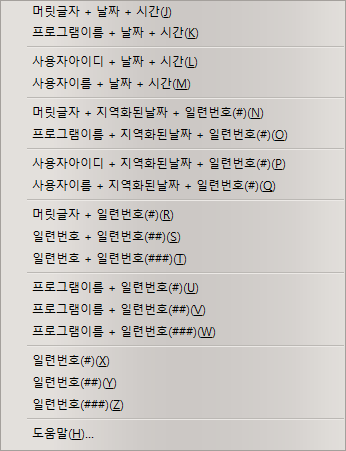 머릿글자 + 날짜 + 시간(J)
프로그램이름 + 날짜 + 시간(K)
사용자아이디 + 날짜 + 시간(L)
사용자이름 + 날짜 + 시간(M)
머릿글자 + 지역화된날짜 + 일련번호(#)(N)
프로그램이름 + 지역화된날짜 + 일련번호(#)(O)
사용자아이디 + 지역화된날짜 + 일련번호(#)(P)
사용자이름 + 지역화된날짜 + 일련번호(#)(Q)
머릿글자 + 일련번호(#)(R)
일련번호 + 일련번호(##)(S)
일련번호 + 일련번호(###)(T)
프로그램이름 + 일련번호(#)(U)
프로그램이름 + 일련번호(##)(V)
프로그램이름 + 일련번호(###)(W)
일련번호(#)(X)
일련번호(##)(Y)
일련번호(###)(Z)
도움말(H)...